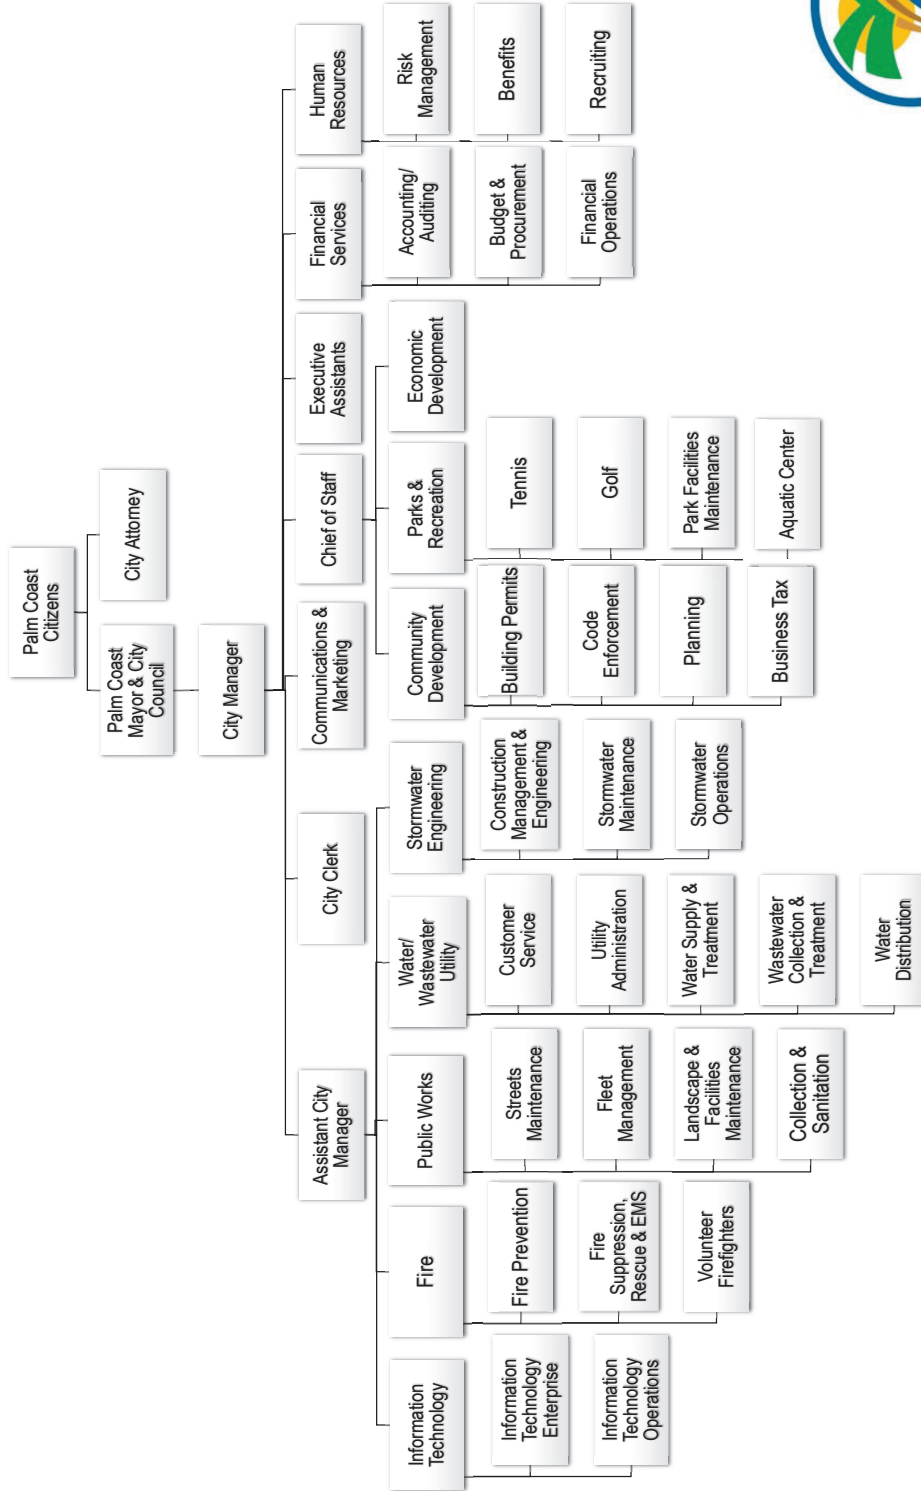 Palm Coast
Citizens
Palm Coast
Mayor & City
Council
City Attorney
City Manager
Assistant City
Manager
City Clerk
Communications &
Marketing
Chief of Staff
Executive
Assistants
Financial
Services
Human
Resources
Information
Technology
Information
Technology
Enterprise
Information
Technology
Operations
Fire
Fire Prevention
Fire
Suppression,
Rescue & EMS
Volunteer
Firefighters
Public Works
Streets
Maintenance
Fleet
Management
Landscape &
Facilities
Maintenance
Collection &
Sanitation
Water/
Wastewater
Utility
Customer
Service
Utility
Administration
Water Supply &
Treatment
Wastewater
Collection &
Treatment
Water
Distribution
Stormwater
Engineering
Construction
Management &
Engineering
Stormwater
Maintenance
Stormwater
Operations
Community
Development
Building Permits
Code
Enforcement
Planning
Business Tax
Parks &
Recreation
Tennis
Golf
Park Facilities
Maintenance
Aquatic Center
Economic
Development
Accounting/
Auditing
Budget &
Procurement
Financial
Operations
Risk
Management
Benefits
Recruiting